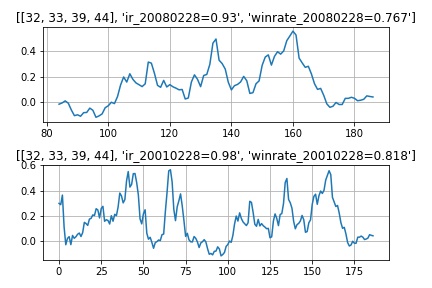 [[32, 33, 39, 44], 'ir_20080228=0.93', 'winrate_20080228=0.767']
0.4
0.2
0.0
80 100 120 140 160 180
[[32, 33, 39, 44], 'ir_20010228=0.98', 'winrate_20010228=0.818']
0.6
0.4
0.2
0.0
0 25 50 75 100 125 150 175